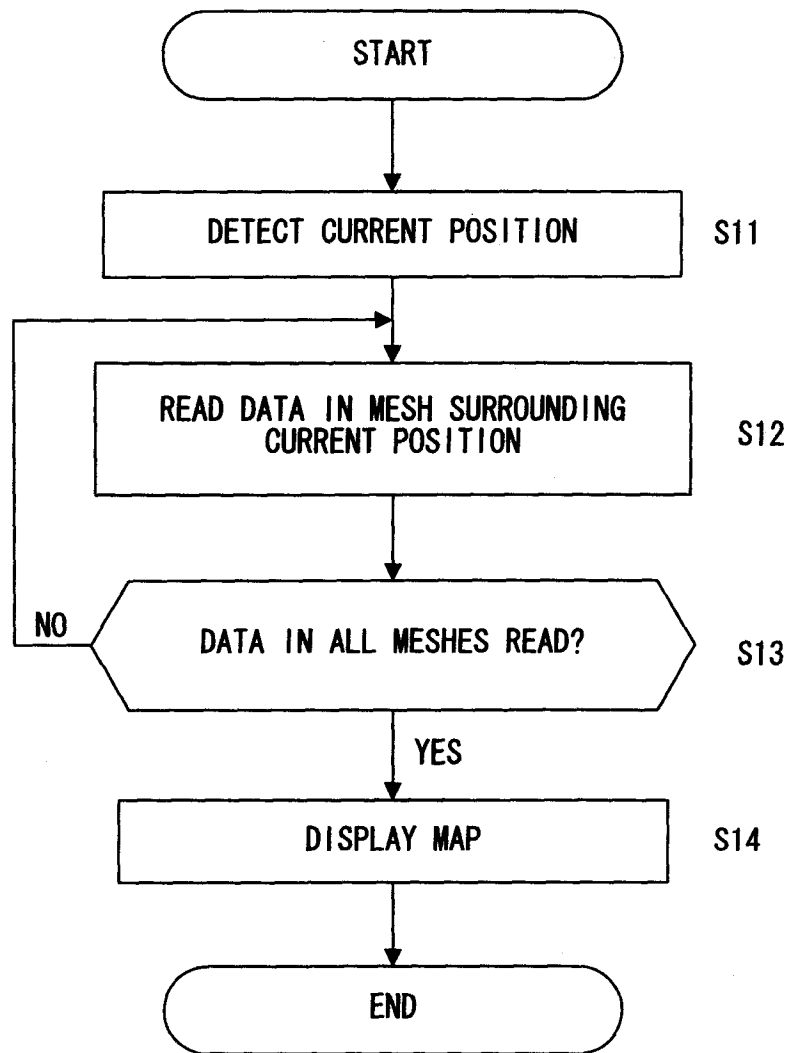 START
DETECT CURRENT POSITION
S11
READ DATA IN MESH SURROUNDING
CURRENT POSITION
S12
NO
DATA IN ALL MESHES READ?
S13
YES
DISPLAY MAP
S14
END